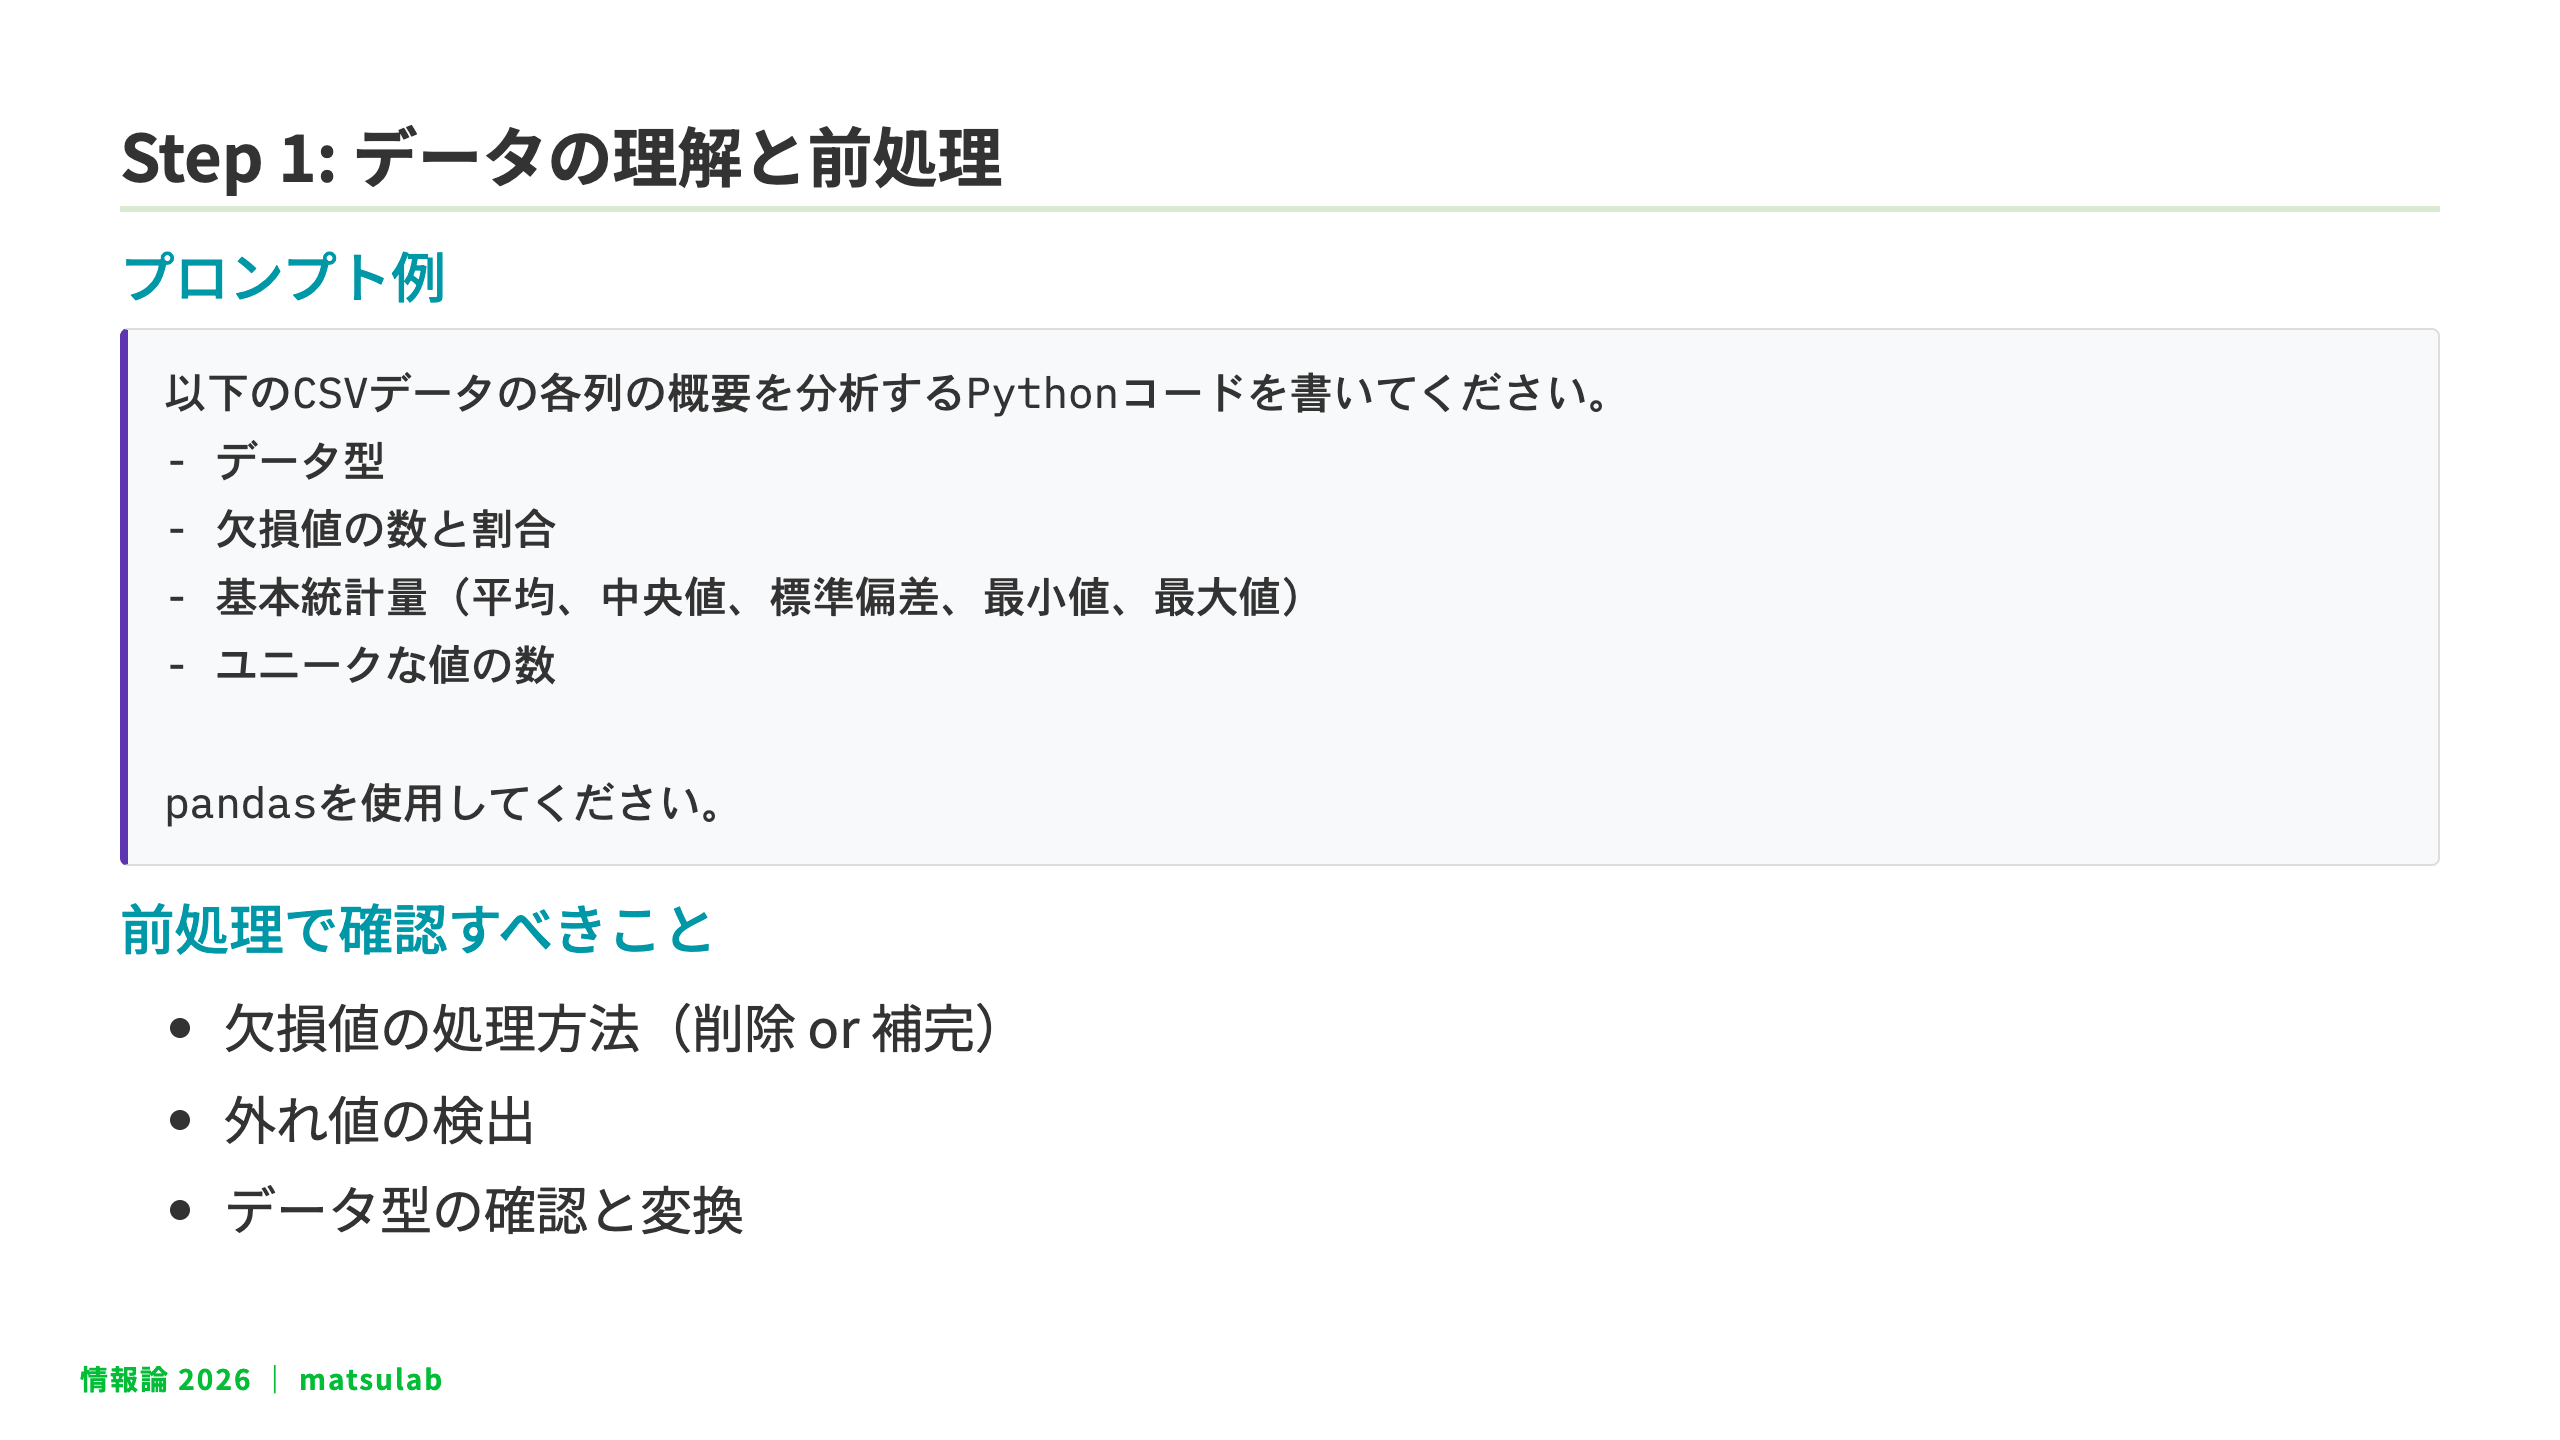 Step 1: データの理解と前処理
プロンプト例
以下のCSVデータの各列の概要を分析するPythonコードを書いてください。
- データ型
- 欠損値の数と割合
- 基本統計量（平均、中央値、標準偏差、最小値、最大値）
- ユニークな値の数
pandasを使用してください。
前処理で確認すべきこと
• 欠損値の処理方法（削除 or 補完）
• 外れ値の検出
• データ型の確認と変換
情報論 2026 ｜ matsulab